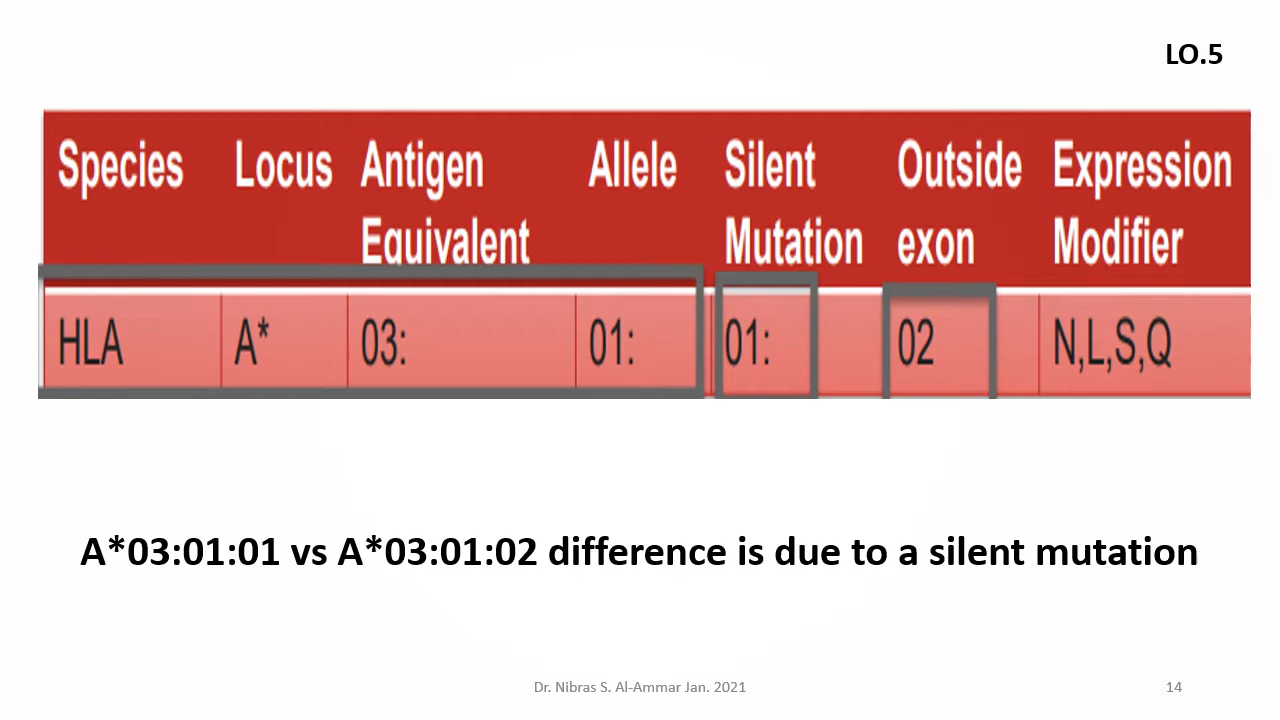 LO.5
Species Locus Antigen Equivalent Allele Silent Mutation Outside exon Expression Modifier
HLA A* 03: 01: 01: 02 N,L,S,Q
A*03:01:01 vs A*03:01:02 difference is due to a silent mutation
Dr. Nibras S. Al-Ammar Jan. 2021
14